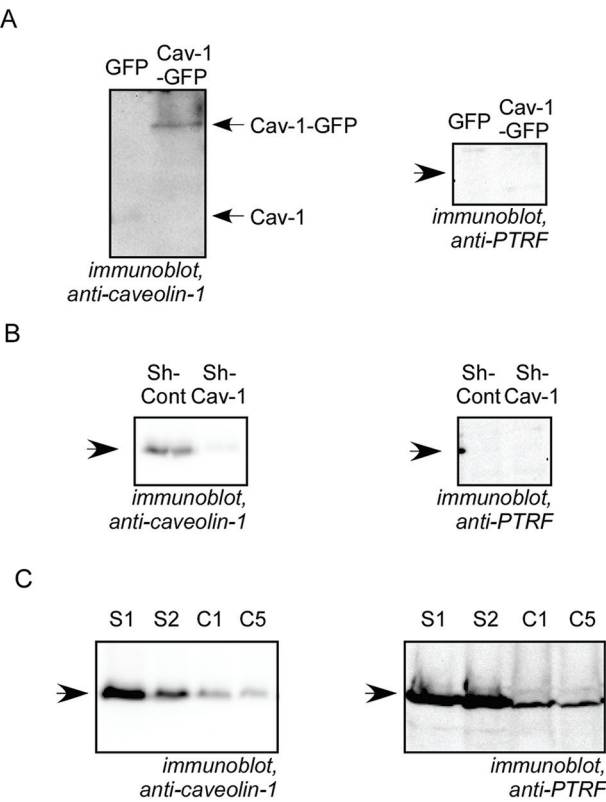 A
GFP Cav-1
-GFP
Cav-1-GFP
Cav-1
immunoblot,
anti-caveolin-1
GFP Cav-1
-GFP
immunoblot,
anti-PTRF
B
Sh- Sh-
Cont Cav-1
immunoblot,
anti-caveolin-1
Sh- Sh-
Cont Cav-1
immunoblot,
anti-PTRF
C
S1 S2 C1 C5
immunoblot,
anti-caveolin-1
S1 S2 C1 C5
immunoblot,
anti-PTRF